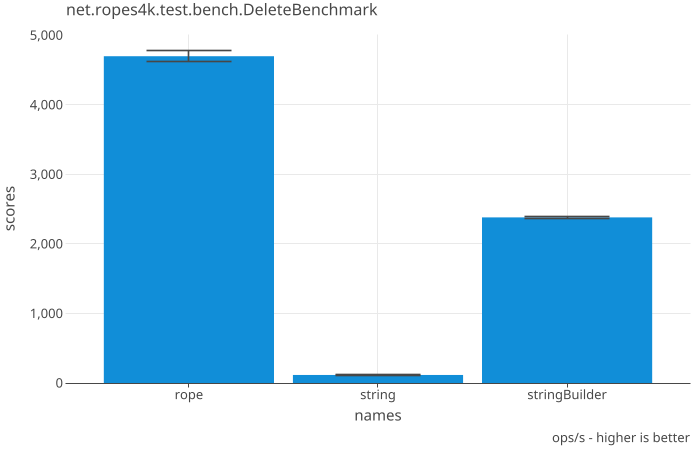 net.ropes4k.test.bench.DeleteBenchmark
5,000
4,000
3,000
2,000
1,000
0
scores
rope
string
stringBuilder
names
ops/s - higher is better